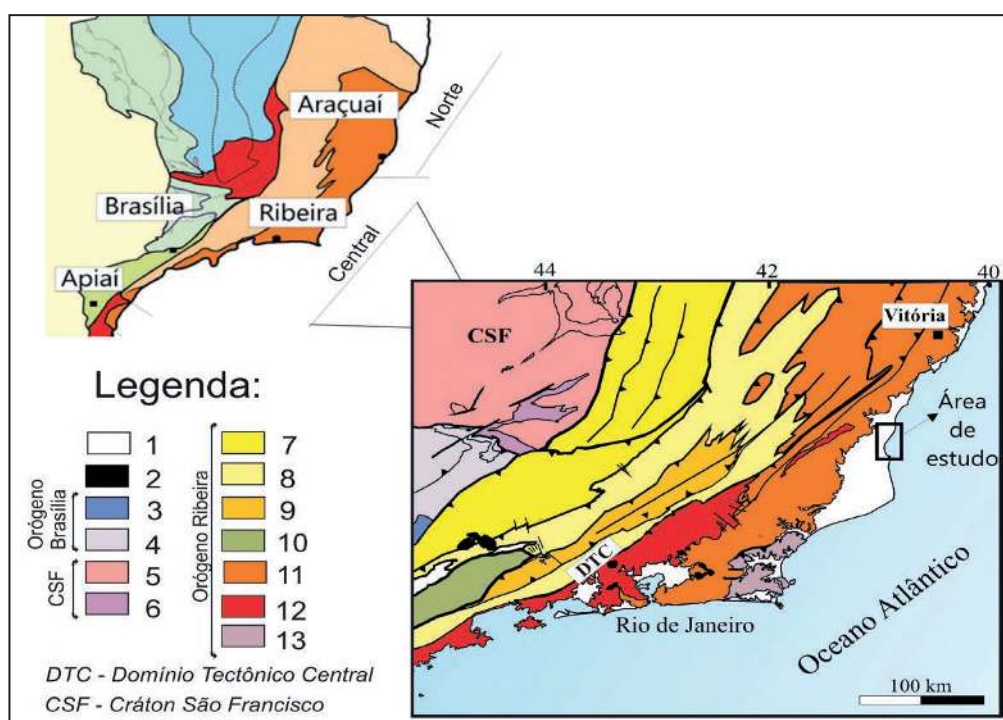 Araçuaí
Norte
Brasília
Ribeira
Central
Apiaí
44
42
40
CSF
Vitória
Área
de
estudo
DTC
Rio de Janeiro
Oceano Atlântico
100 km
Legenda:
Orógeno
Brasília
CSF
1
2
3
4
5
6
Orógeno Ribeira
7
8
9
10
11
12
13
DTC - Domínio Tectônico Central
CSF - Cráton São Francisco